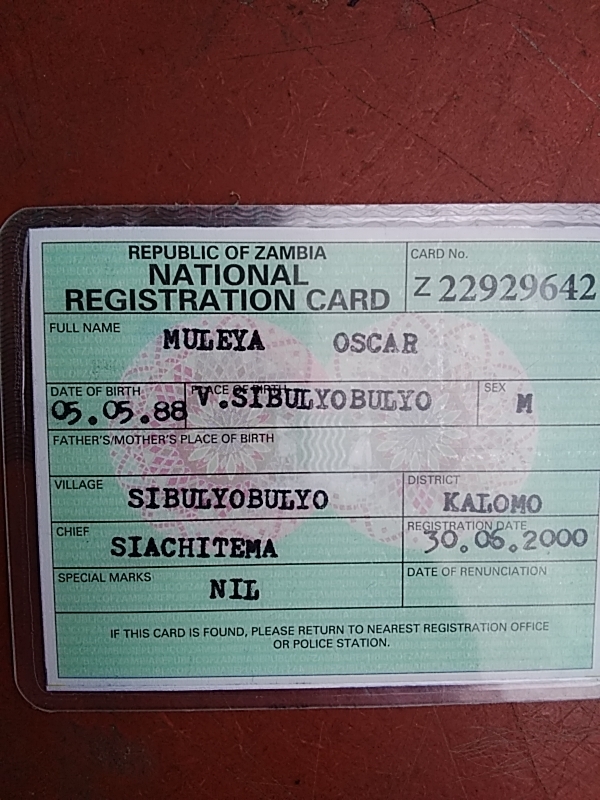 REPUBLIC OF ZAMBIA
NATIONAL
REGISTRATION CARD
CARD No.
Z 22929642
FULL NAME
MULEYA OSCAR
DATE OF BIRTH
05.05.88
PLACE OF BIRTH
V.SIBULYOBULYO
SEX
M
FATHER'S/MOTHER'S PLACE OF BIRTH
VILLAGE
SIBULYOBULYO
DISTRICT
KALOMO
CHIEF
SIACHITEMA
REGISTRATION DATE
30.06.2000
SPECIAL MARKS
NIL
DATE OF RENUNCIATION
IF THIS CARD IS FOUND, PLEASE RETURN TO NEAREST REGISTRATION OFFICE
OR POLICE STATION.